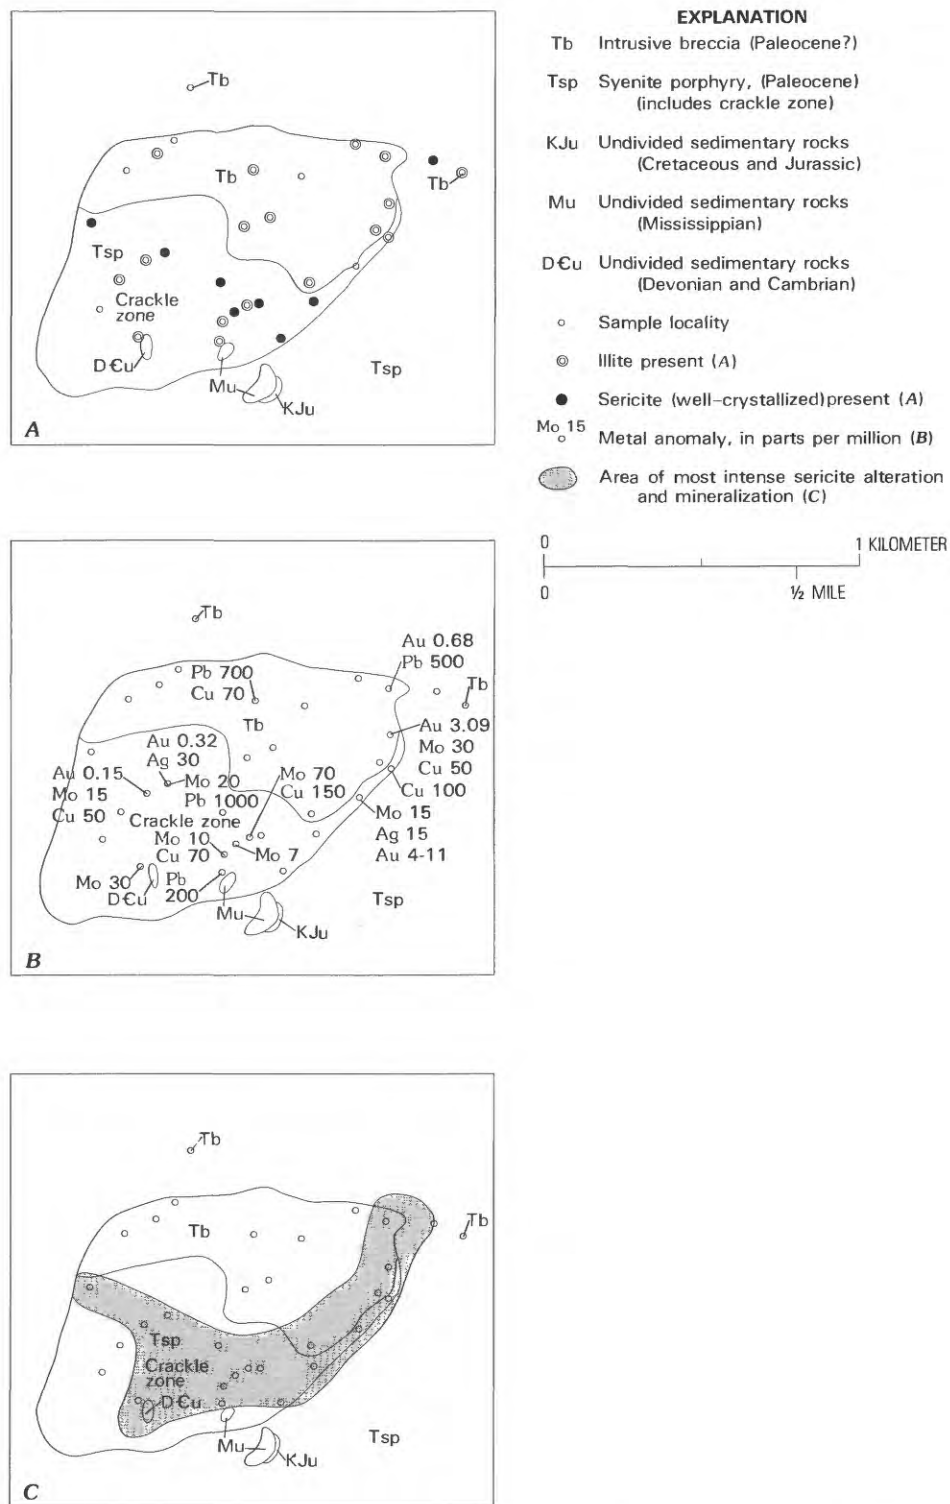 Tb
Tb
Tb
Tsp
Crackle
zone
DЄu
Mu
KJu
Tsp
A
EXPLANATION
Tb Intrusive breccia (Paleocene?)
Tsp Syenite porphyry, (Paleocene)
(includes crackle zone)
KJu Undivided sedimentary rocks
(Cretaceous and Jurassic)
Mu Undivided sedimentary rocks
(Mississippian)
DЄu Undivided sedimentary rocks
(Devonian and Cambrian)
Sample locality
Illite present (A)
Sericite (well-crystallized) present (A)
Mo 15
Metal anomaly, in parts per million (B)
Area of most intense sericite alteration
and mineralization (C)
0 1 KILOMETER
0 ½ MILE
Tb
Au 0.68
Pb 500
Pb 700
Cu 70
Tb
Tb
Au 3.09
Mo 30
Cu 50
Cu 100
Au 0.32
Ag 30
Au 0.15
Mo 15
Cu 50
Mo 20
Pb 1000
Mo 70
Cu 150
Crackle zone
Mo 10
Cu 70
Mo 7
Mo 15
Ag 15
Au 4-11
Mo 30
DЄu
Pb
200
Mu
KJu
Tsp
B
Tb
Tb
Tb
Tsp
Crackle
zone
DЄu
Mu
KJu
Tsp
C